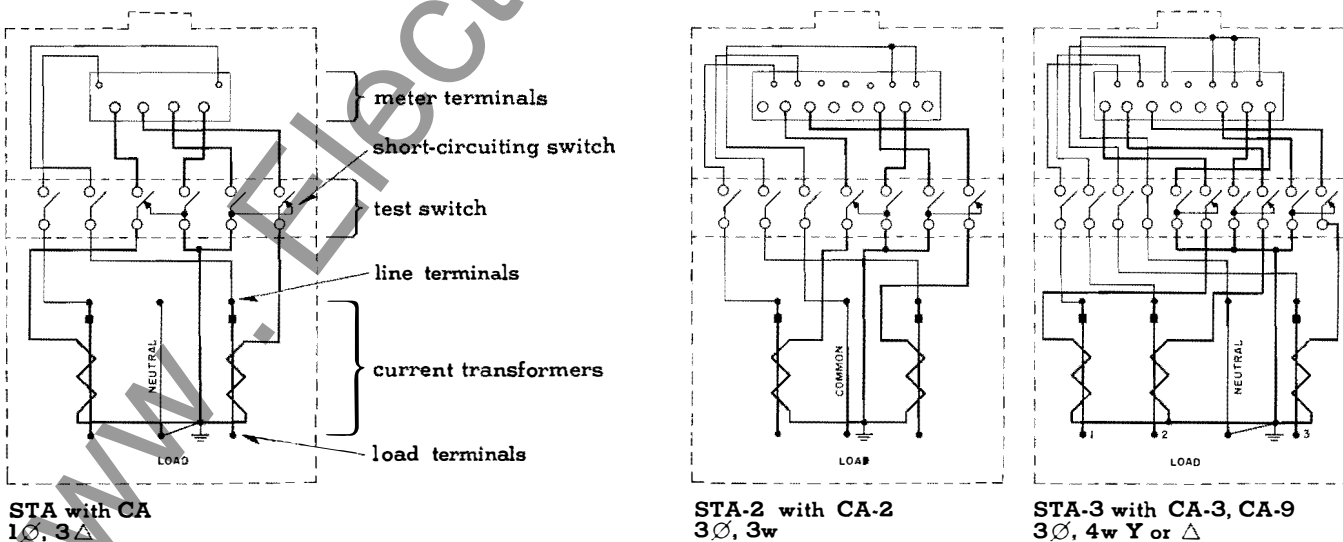 meter terminals
short-circuiting switch
test switch
line terminals
current transformers
load terminals
NEUTRAL
LOAD
COMMON
LOAD
NEUTRAL
1
2
3
LOAD
STA with CA
1∅, 3△
STA-2 with CA-2
3∅, 3w
STA-3 with CA-3, CA-9
3∅, 4w Y or △
ww.Elect